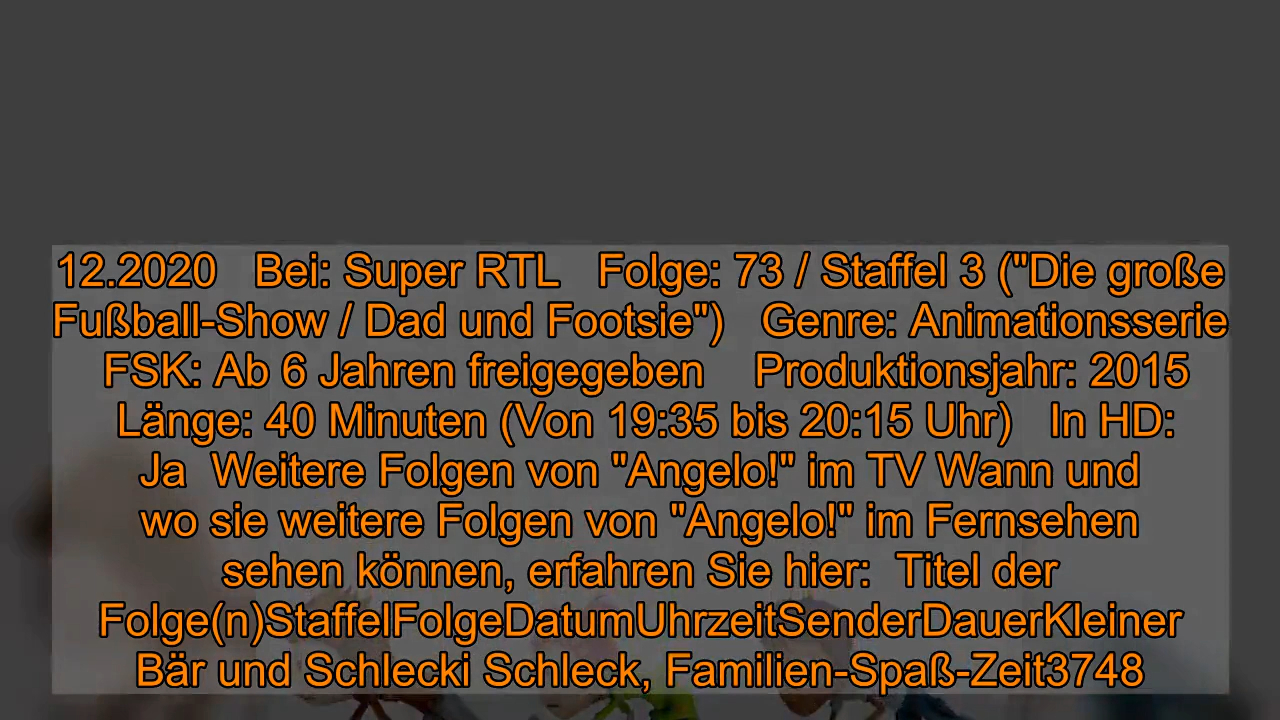 12.2020   Bei: Super RTL   Folge: 73 / Staffel 3 ("Die große
Fußball-Show / Dad und Footsie")   Genre: Animationsserie
FSK: Ab 6 Jahren freigegeben    Produktionsjahr: 2015
Länge: 40 Minuten (Von 19:35 bis 20:15 Uhr)   In HD:
Ja  Weitere Folgen von "Angelo!" im TV Wann und
wo sie weitere Folgen von "Angelo!" im Fernsehen
sehen können, erfahren Sie hier:  Titel der
Folge(n)StaffelFolgeDatumUhrzeitSenderDauerKleiner
Bär und Schlecki Schleck, Familien-Spaß-Zeit3748